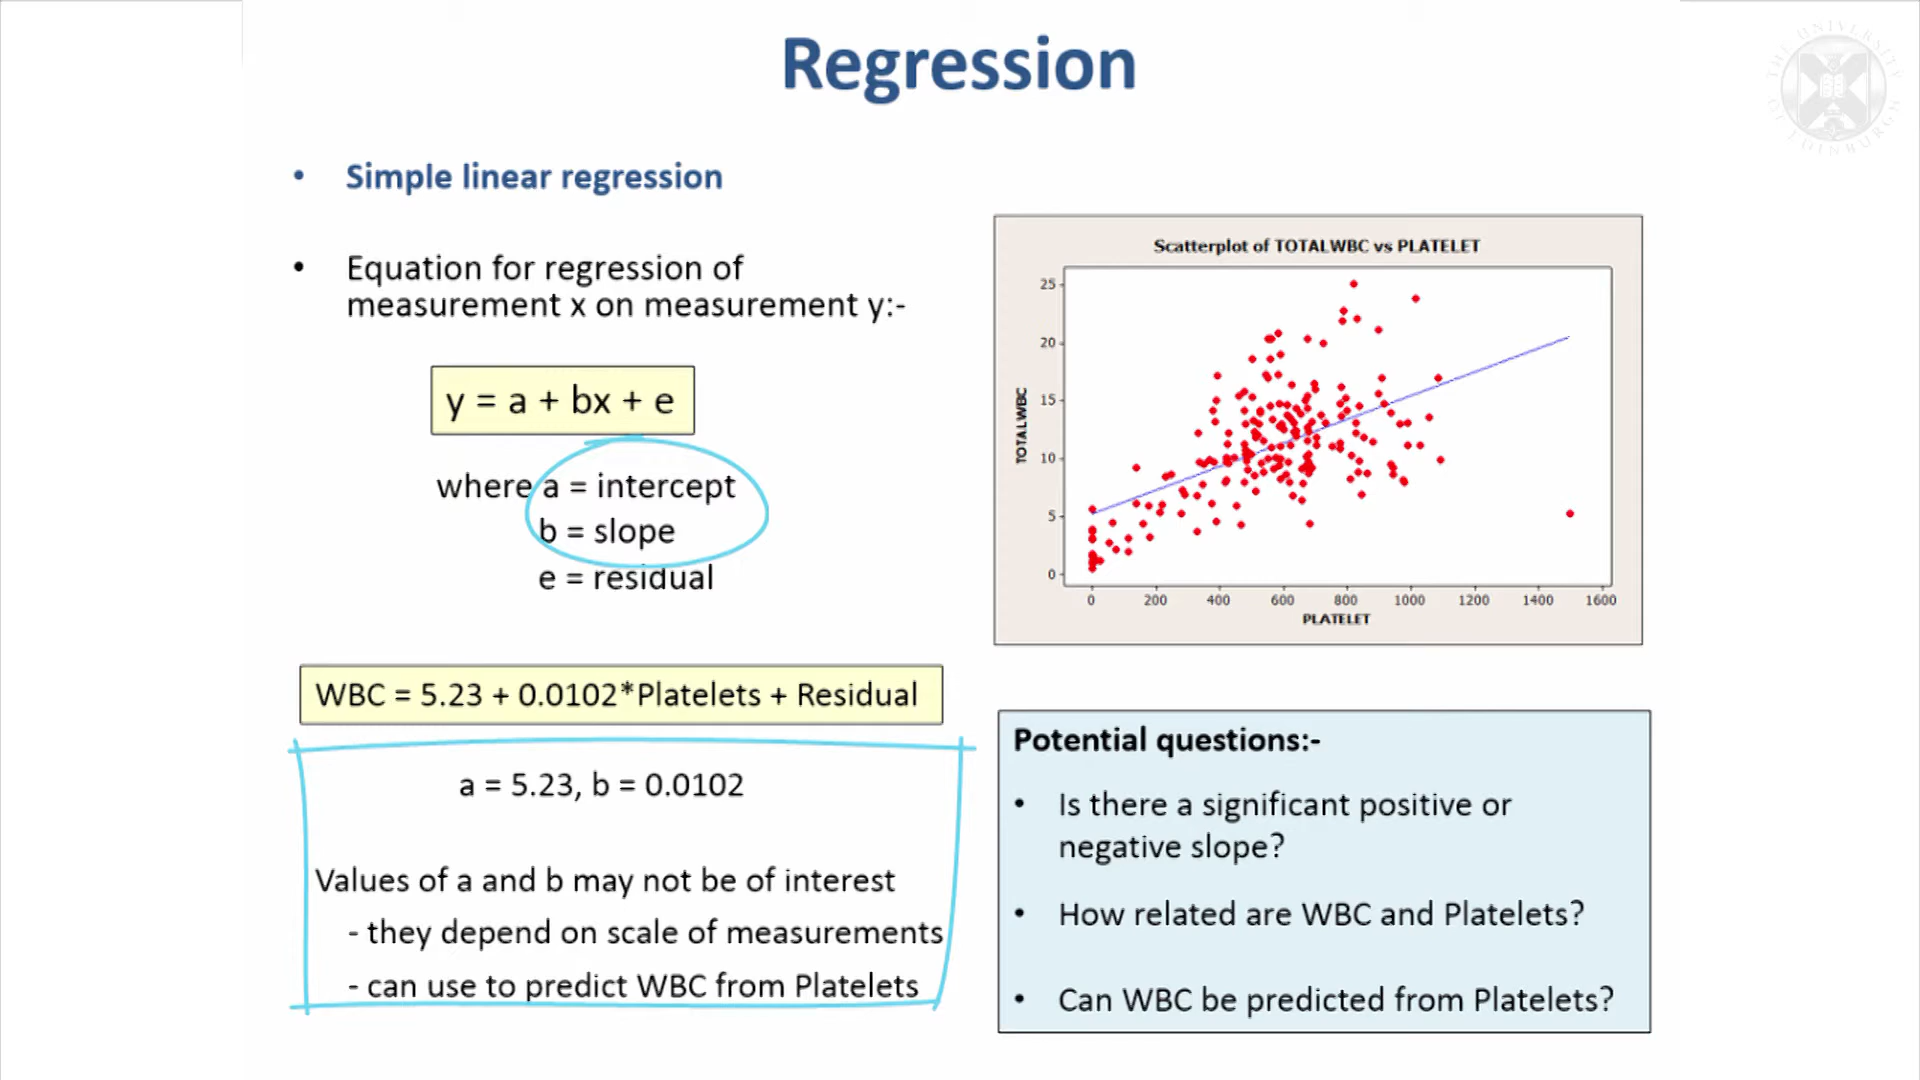 Regression
THE UNIVERSITY OF EDINBURGH
• Simple linear regression
• Equation for regression of
measurement x on measurement y:-
y = a + bx + e
where a = intercept
b = slope
e = residual
WBC = 5.23 + 0.0102*Platelets + Residual
a = 5.23, b = 0.0102
Values of a and b may not be of interest
- they depend on scale of measurements
- can use to predict WBC from Platelets
Scatterplot of TOTALWBC vs PLATELET
TOTALWBC
25
20
15
10
5
0
0 200 400 600 800 1000 1200 1400 1600
PLATELET
Potential questions:-
• Is there a significant positive or
negative slope?
• How related are WBC and Platelets?
• Can WBC be predicted from Platelets?